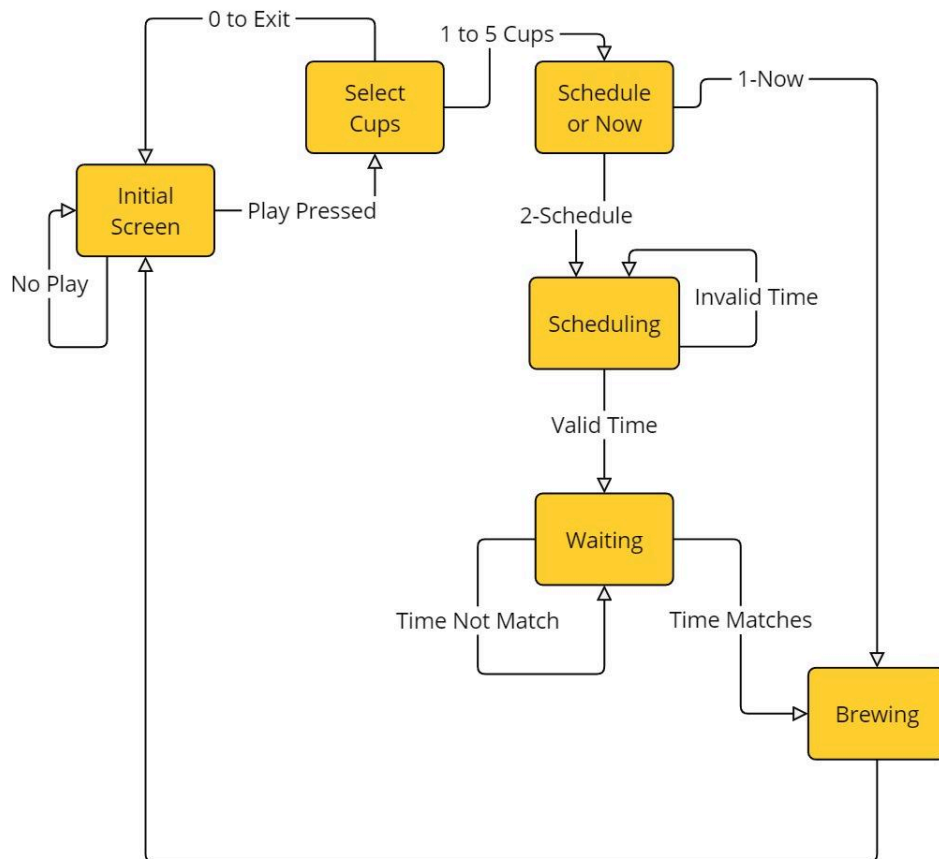 0 to Exit
1 to 5 Cups
Select
Cups
Schedule
or Now
1-Now
Initial
Screen
Play Pressed
2-Schedule
No Play
Invalid Time
Scheduling
Valid Time
Waiting
Time Not Match
Time Matches
Brewing